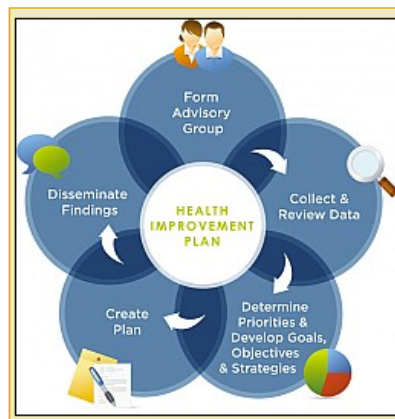 Form
Advisory
Group
Collect &
Review Data
Determine
Priorities &
Develop Goals,
Objectives
& Strategies
Create
Plan
Disseminate
Findings
HEALTH
IMPROVEMENT
PLAN